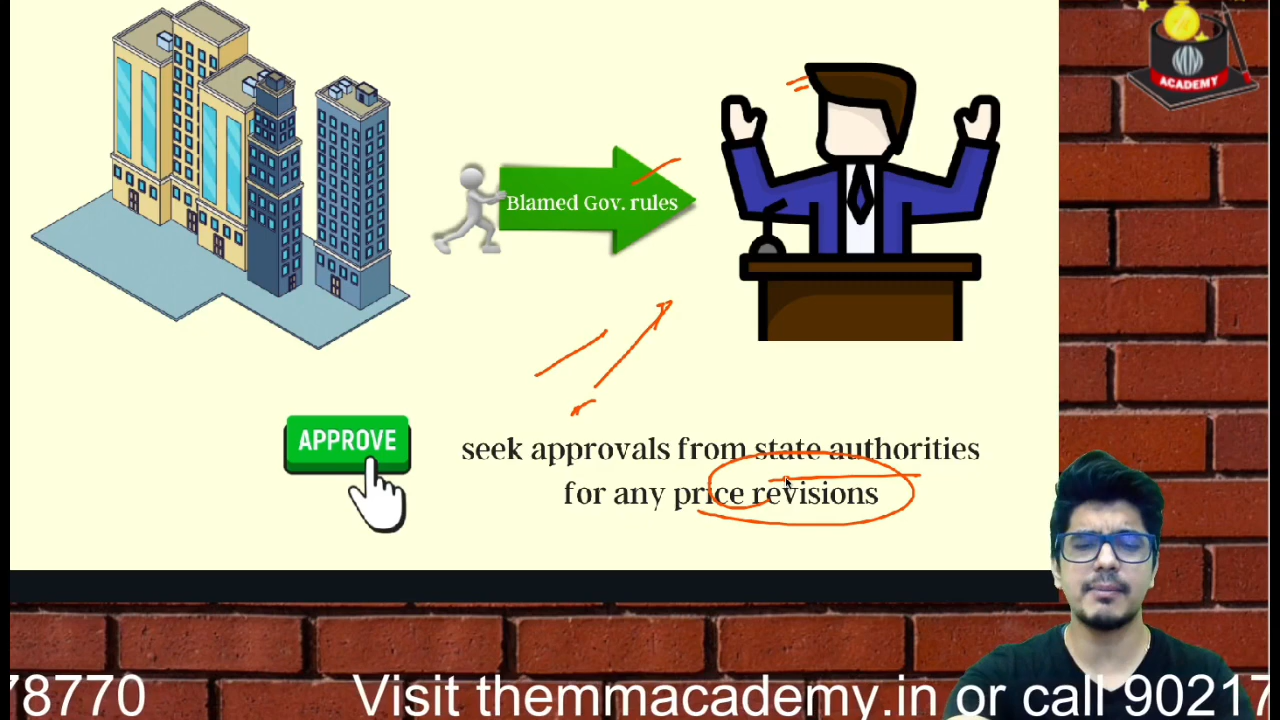 ACADEMY
Blamed Gov. rules
APPROVE
seek approvals from state authorities
for any price revisions
78770 Visit themmacademy.in or call 90217